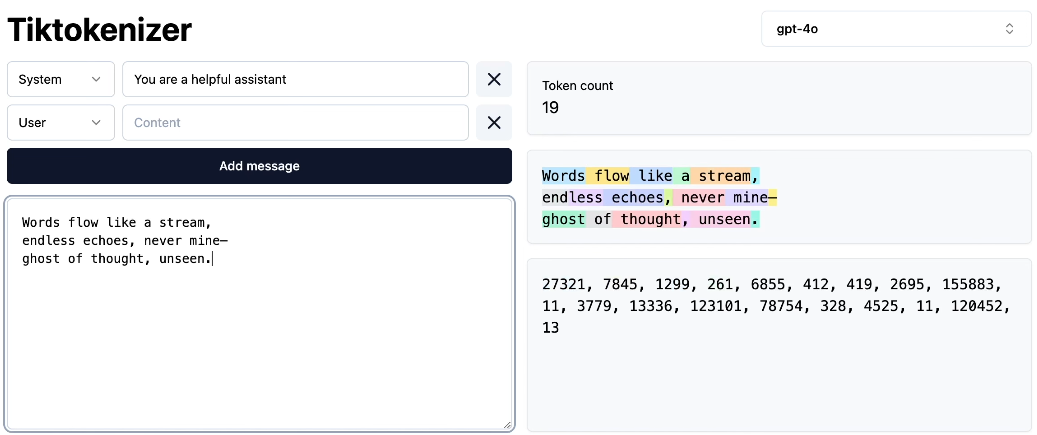 Tiktokenizer
gpt-4o
System
You are a helpful assistant
User
Content
Add message
Words flow like a stream,
endless echoes, never mine—
ghost of thought, unseen.
Token count
19
Words flow like a stream,
endless echoes, never mine—
ghost of thought, unseen.
27321, 7845, 1299, 261, 6855, 412, 419, 2695, 155883,
11, 3779, 13336, 123101, 78754, 328, 4525, 11, 120452,
13